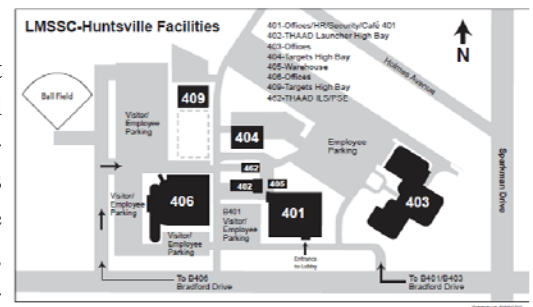 LMSSC-Huntsville Facilities
401-Offices/HR/Security/Café 401
402-THAAD Launcher High Bay
403-Offices
404-Targets High Bay
405-Warehouse
406-Offices
409-Targets High Bay
462-THAAD ILS/PSE
N
Holmes Avenue
Sparkman Drive
Ball Field
Visitor/
Employee
Parking
409
404
Employee
Parking
462
402
405
406
401
403
Visitor/
Employee
Parking
B401
Visitor/
Employee
Parking
Visitor/
Employee
Parking
Entrance
to Lobby
To B406
Bradford Drive
To B401/B403
Bradford Drive